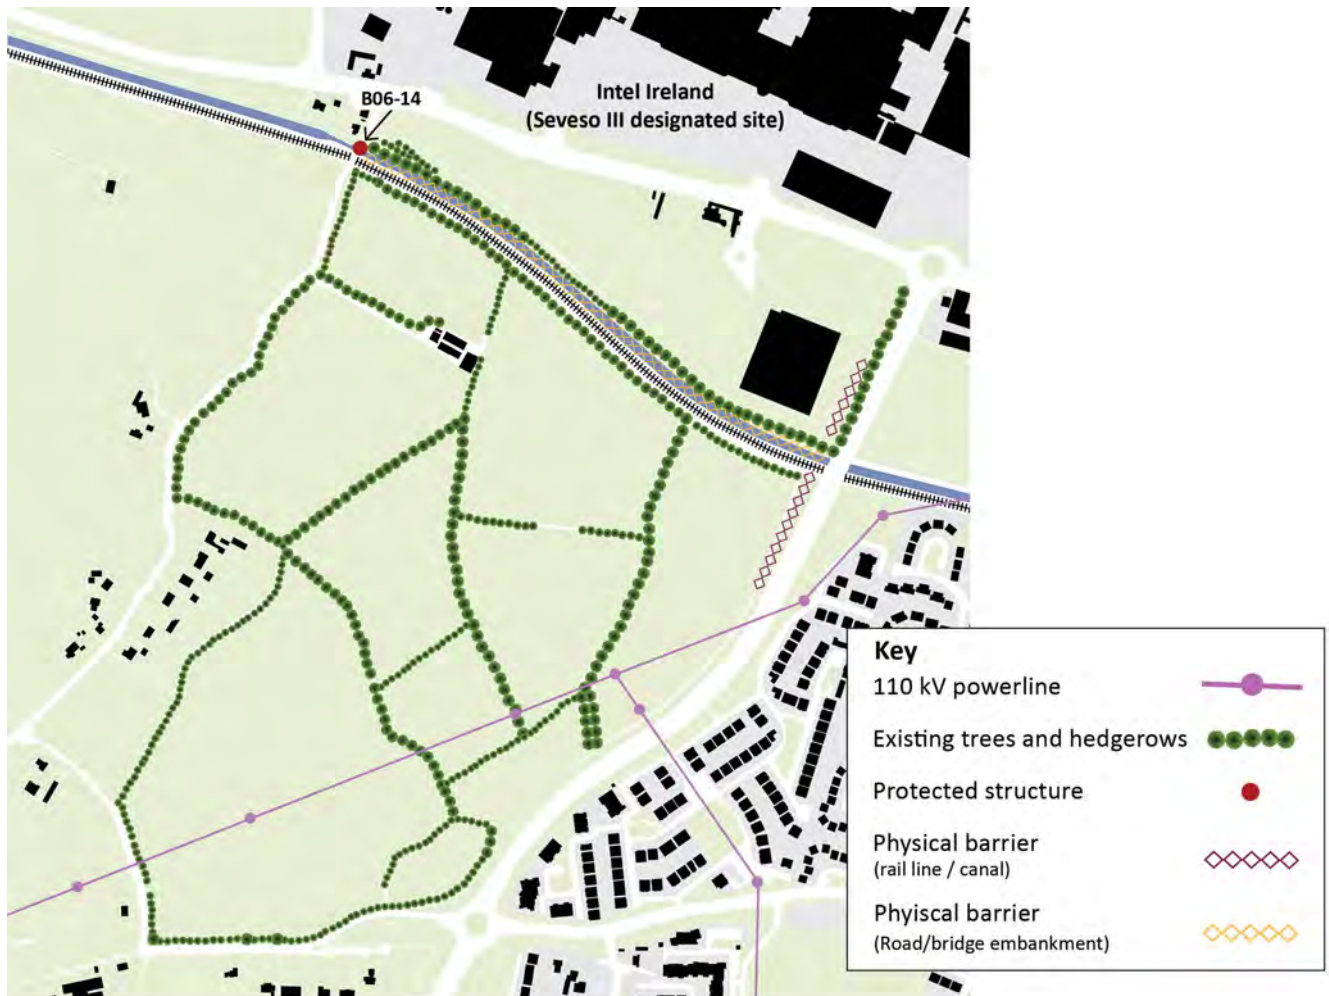 B06-14
Intel Ireland
(Seveso III designated site)
Key
110 kV powerline
Existing trees and hedgerows
Protected structure
Physical barrier
(rail line / canal)
Phyiscal barrier
(Road/bridge embankment)